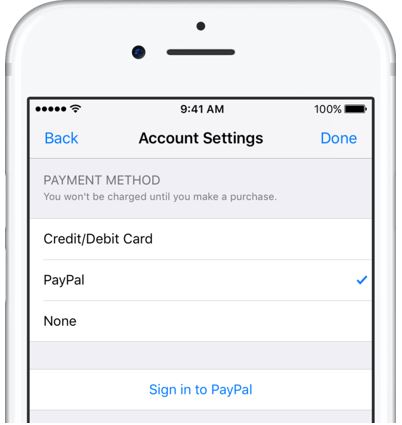 9:41 AM 100%
Back Account Settings Done
PAYMENT METHOD
You won't be charged until you make a purchase.
Credit/Debit Card
PayPal
None
Sign in to PayPal